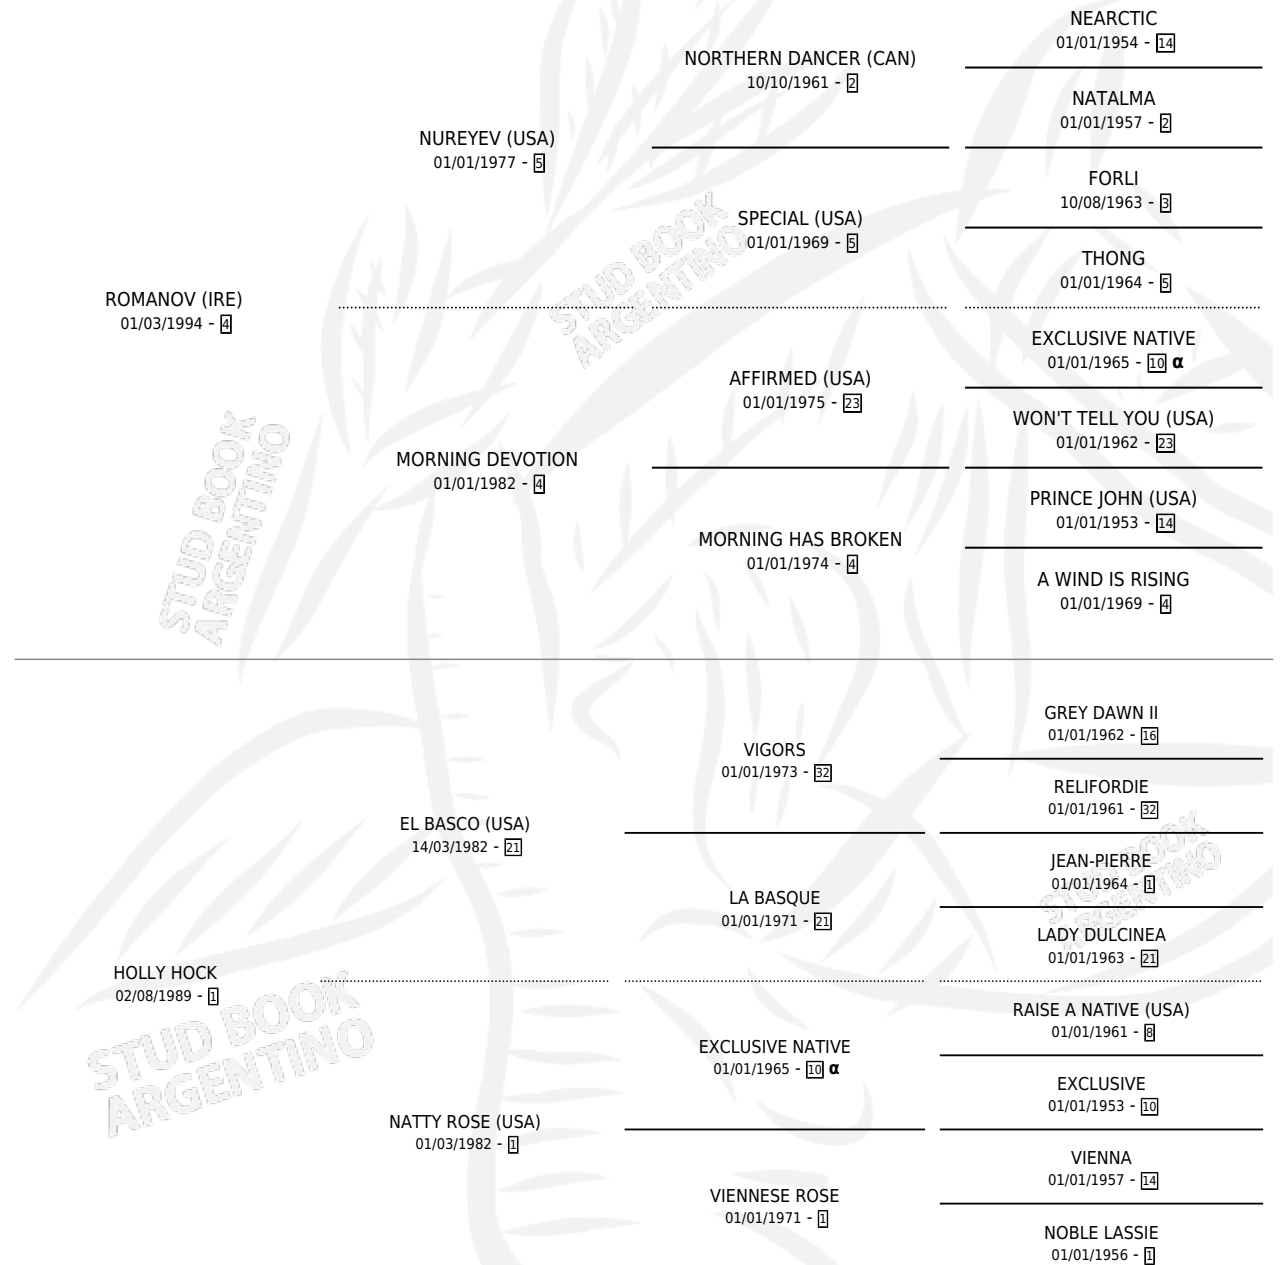 NEARCTIC
01/01/1954 - 14
NORTHERN DANCER (CAN)
10/10/1961 - 2
NATALMA
01/01/1957 - 2
NUREYEV (USA)
01/01/1977 - 5
FORLI
10/08/1963 - 3
SPECIAL (USA)
01/01/1969 - 5
THONG
01/01/1964 - 5
ROMANOV (IRE)
01/03/1994 - 4
EXCLUSIVE NATIVE
01/01/1965 - 10 α
AFFIRMED (USA)
01/01/1975 - 23
WON'T TELL YOU (USA)
01/01/1962 - 23
MORNING DEVOTION
01/01/1982 - 4
PRINCE JOHN (USA)
01/01/1953 - 14
MORNING HAS BROKEN
01/01/1974 - 4
A WIND IS RISING
01/01/1969 - 4
GREY DAWN II
01/01/1962 - 16
VIGORS
01/01/1973 - 32
RELIFORDIE
01/01/1961 - 32
EL BASCO (USA)
14/03/1982 - 21
JEAN-PIERRE
01/01/1964 - 1
LA BASQUE
01/01/1971 - 21
LADY DULCINEA
01/01/1963 - 21
HOLLY HOCK
02/08/1989 - 1
RAISE A NATIVE (USA)
01/01/1961 - 8
EXCLUSIVE NATIVE
01/01/1965 - 10 α
EXCLUSIVE
01/01/1953 - 10
NATTY ROSE (USA)
01/03/1982 - 1
VIENNA
01/01/1957 - 14
VIENNESE ROSE
01/01/1971 - 1
NOBLE LASSIE
01/01/1956 - 1
STUD BOOK
ARGENTINO
STUD BOOK
ARGENTINO
STUD BOOK
ARGENTINO
STUD BOOK
ARGENTINO